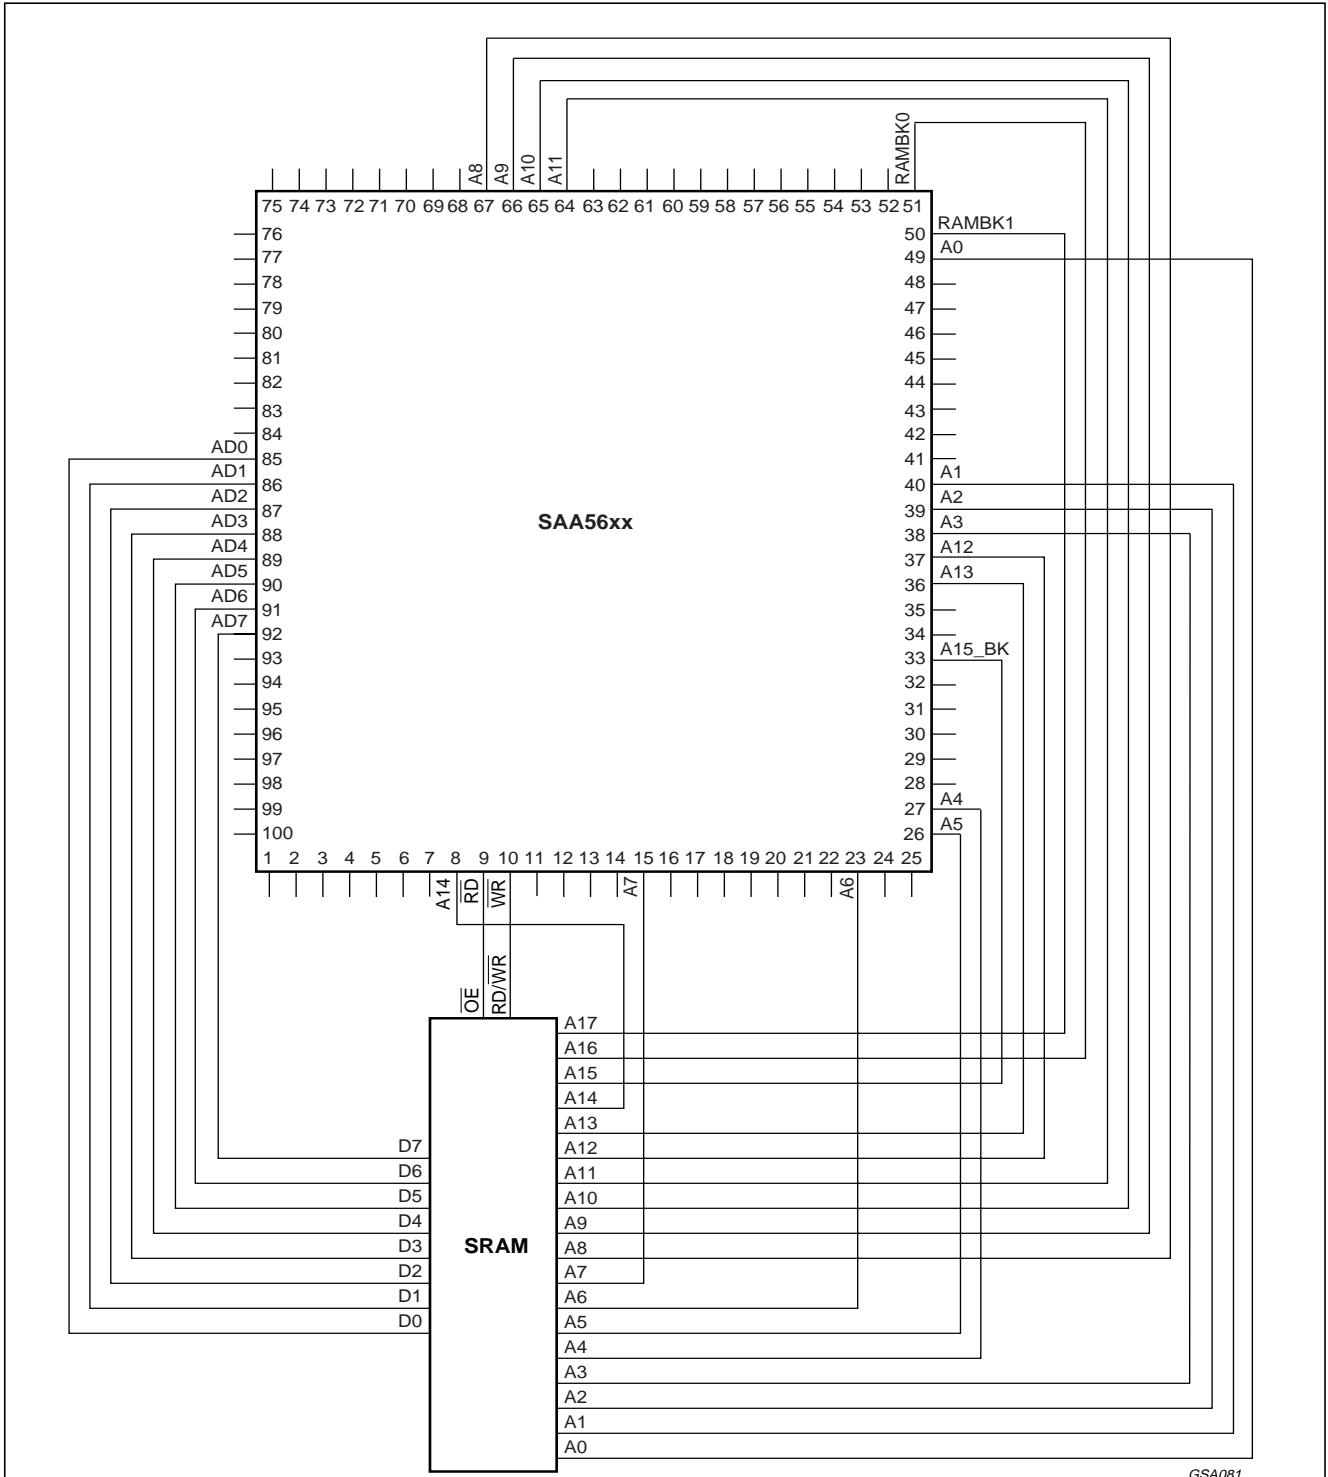 A8 A9 A10 A11 RAMBK0
75 74 73 72 71 70 69 68 67 66 65 64 63 62 61 60 59 58 57 56 55 54 53 52 51
76 50 RAMBK1
77 49 A0
78 48
79 47
80 46
81 45
82 44
83 43
84 42
AD0 85 41
AD1 86 40 A1
AD2 87 39 A2
AD3 88 SAA56xx 38 A3
AD4 89 37 A12
AD5 90 36 A13
AD6 91 35
AD7 92 34
93 33 A15_BK
94 32
95 31
96 30
97 29
98 28
99 27 A4
100 26 A5
1 2 3 4 5 6 7 8 9 10 11 12 13 14 15 16 17 18 19 20 21 22 23 24 25
A14 R̅D̅ W̅R̅ A7 A6
O̅E̅ RD/W̅R̅
A17
A16
A15
A14
A13
D7 A12
D6 A11
D5 A10
D4 A9
D3 SRAM A8
D2 A7
D1 A6
D0 A5
A4
A3
A2
A1
A0
GSA081